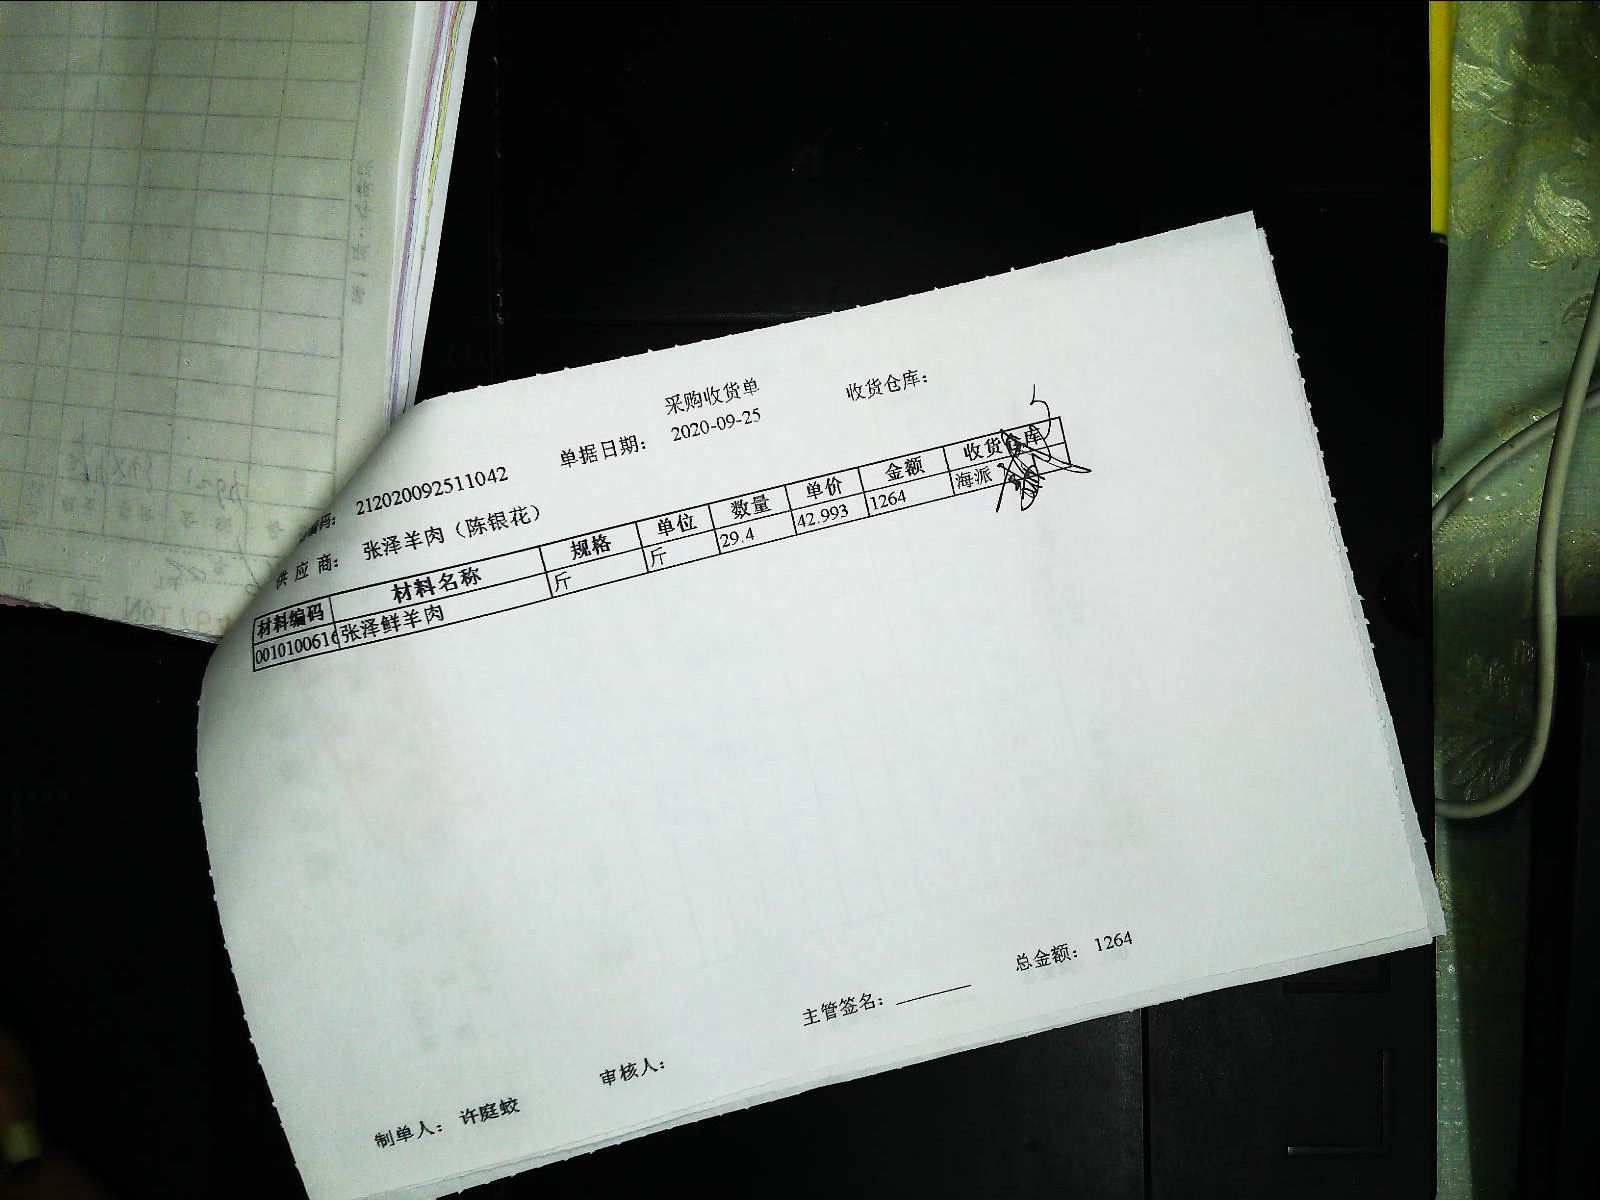 采购收货单
收货仓库：
单据日期： 2020-09-25
编码： 212020092511042
供 应 商： 张泽羊肉（陈银花）
材料编码 材料名称 规格 单位 数量 单价 金额 收货仓库
0010100616 张泽鲜羊肉 斤 斤 29.4 42.993 1264 海派
总金额： 1264
主管签名：
审核人：
制单人： 许庭蛟